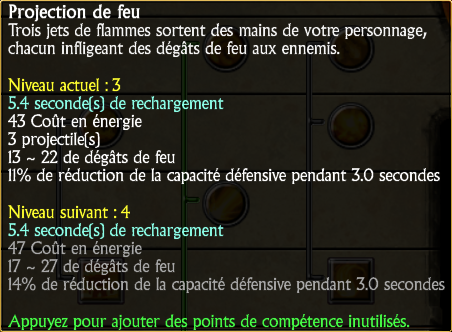 Projection de feu
Trois jets de flammes sortent des mains de votre personnage,
chacun infligeant des dégâts de feu aux ennemis.
Niveau actuel : 3
5.4 seconde(s) de rechargement
43 Coût en énergie
3 projectile(s)
13 ~ 22 de dégâts de feu
11% de réduction de la capacité défensive pendant 3.0 secondes
Niveau suivant : 4
5.4 seconde(s) de rechargement
47 Coût en énergie
17 ~ 27 de dégâts de feu
14% de réduction de la capacité défensive pendant 3.0 secondes
Appuyez pour ajouter des points de compétence inutilisés.